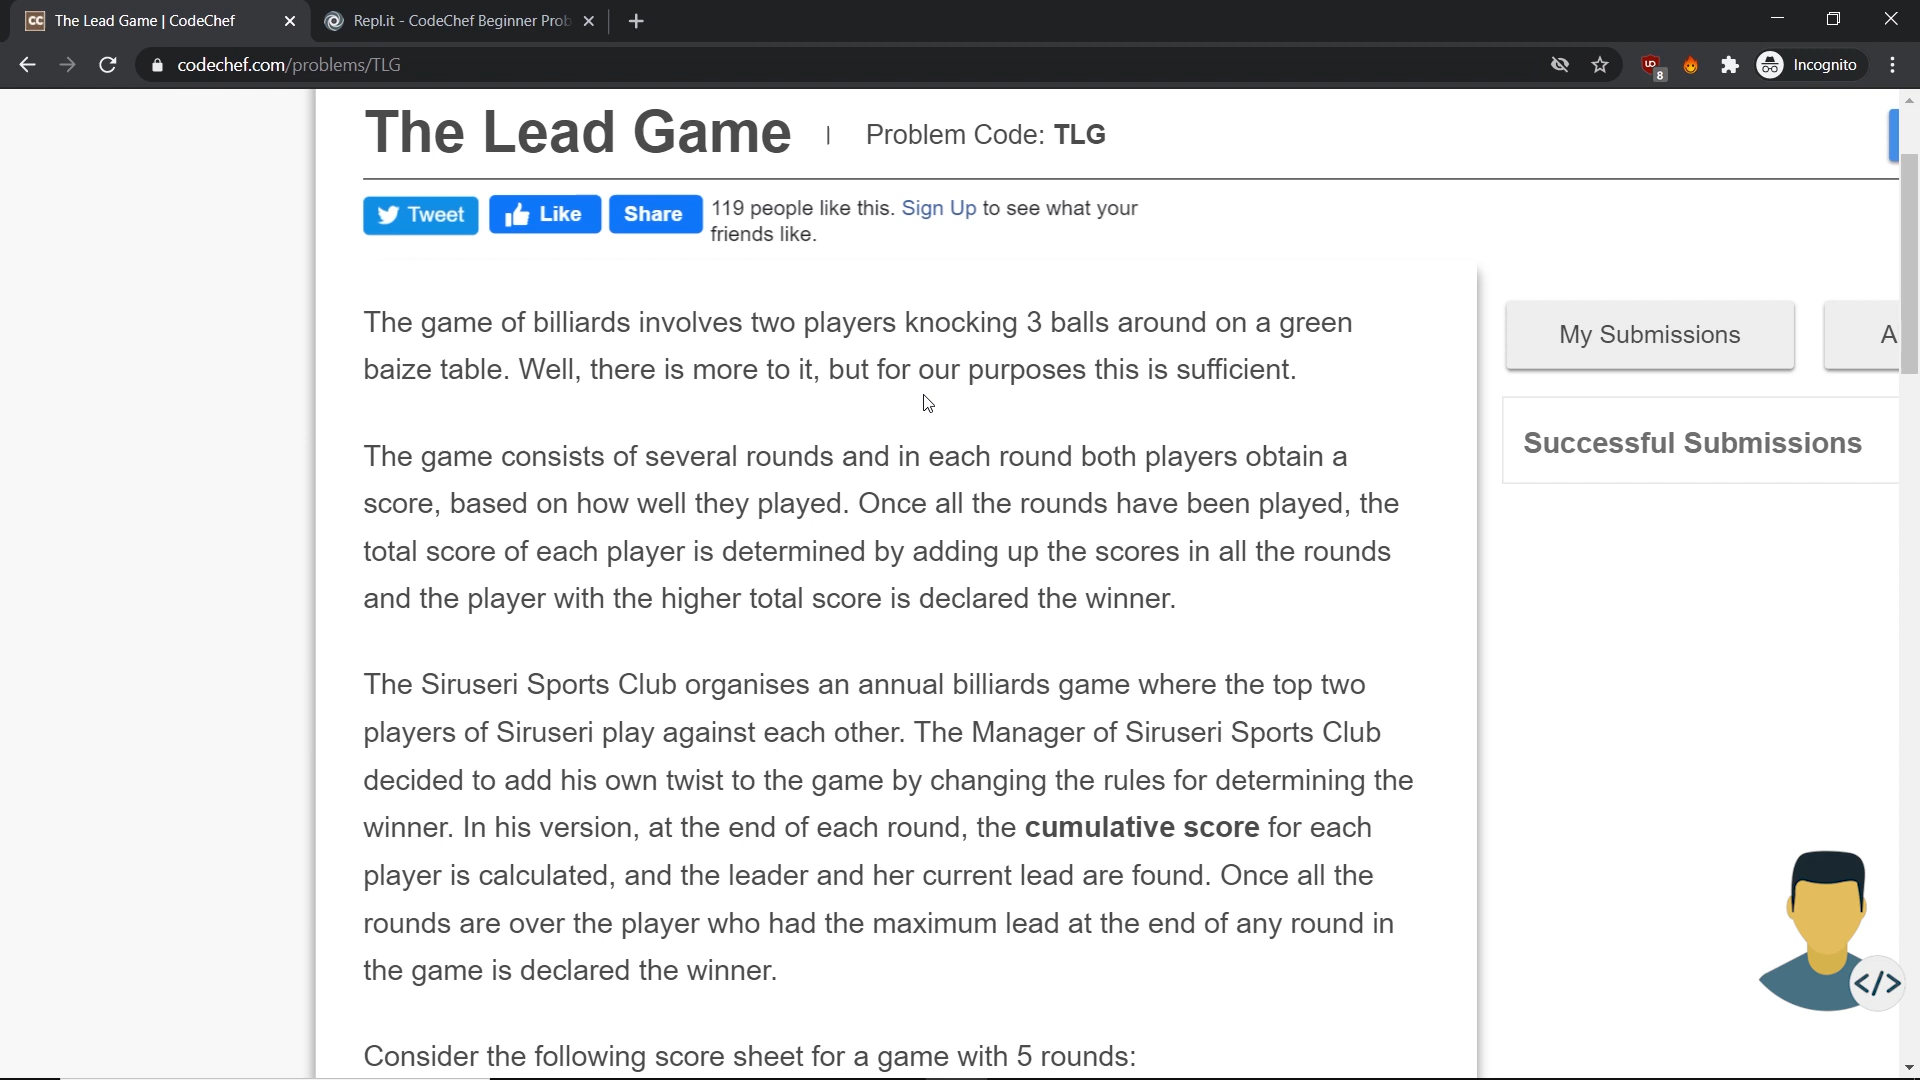 The Lead Game | CodeChef
Repl.it - CodeChef Beginner Prob
codechef.com/problems/TLG
8
Incognito
The Lead Game | Problem Code: TLG
Tweet
Like
Share
119 people like this. Sign Up to see what your
friends like.
The game of billiards involves two players knocking 3 balls around on a green
baize table. Well, there is more to it, but for our purposes this is sufficient.
The game consists of several rounds and in each round both players obtain a
score, based on how well they played. Once all the rounds have been played, the
total score of each player is determined by adding up the scores in all the rounds
and the player with the higher total score is declared the winner.
The Siruseri Sports Club organises an annual billiards game where the top two
players of Siruseri play against each other. The Manager of Siruseri Sports Club
decided to add his own twist to the game by changing the rules for determining the
winner. In his version, at the end of each round, the cumulative score for each
player is calculated, and the leader and her current lead are found. Once all the
rounds are over the player who had the maximum lead at the end of any round in
the game is declared the winner.
Consider the following score sheet for a game with 5 rounds:
My Submissions
A
Successful Submissions
</>